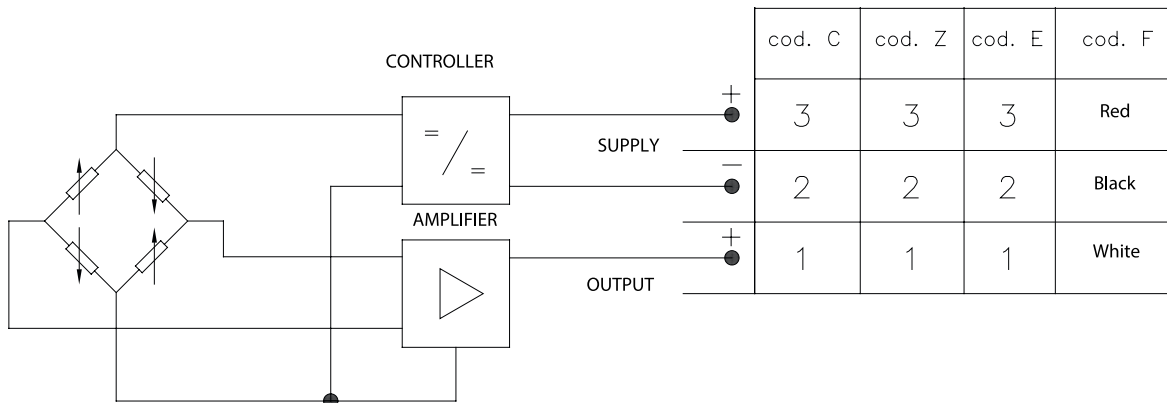 cod. C cod. Z cod. E cod. F
CONTROLLER
+ 3 3 3 Red
=
/
=
SUPPLY
− 2 2 2 Black
AMPLIFIER
+ 1 1 1 White
OUTPUT